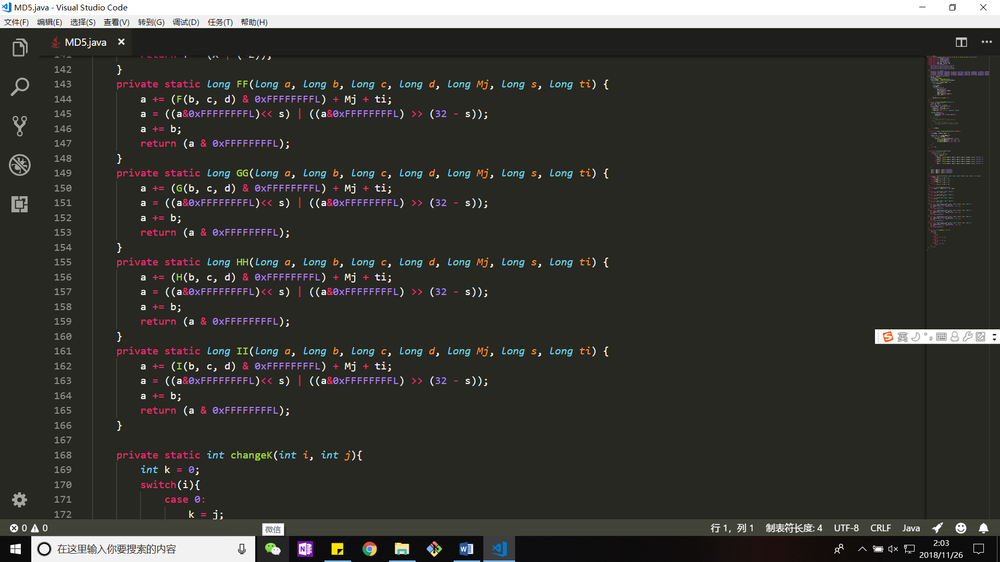 MD5.java - Visual Studio Code
文件(F) 编辑(E) 选择(S) 查看(V) 转到(G) 调试(D) 任务(T) 帮助(H)
MD5.java
142 }
143 private static long FF(long a, long b, long c, long d, long Mj, long s, long ti) {
144 a += (F(b, c, d) & 0xFFFFFFFFL) + Mj + ti;
145 a = ((a&0xFFFFFFFFL)<< s) | ((a&0xFFFFFFFFL) >> (32 - s));
146 a += b;
147 return (a & 0xFFFFFFFFL);
148 }
149 private static long GG(long a, long b, long c, long d, long Mj, long s, long ti) {
150 a += (G(b, c, d) & 0xFFFFFFFFL) + Mj + ti;
151 a = ((a&0xFFFFFFFFL)<< s) | ((a&0xFFFFFFFFL) >> (32 - s));
152 a += b;
153 return (a & 0xFFFFFFFFL);
154 }
155 private static long HH(long a, long b, long c, long d, long Mj, long s, long ti) {
156 a += (H(b, c, d) & 0xFFFFFFFFL) + Mj + ti;
157 a = ((a&0xFFFFFFFFL)<< s) | ((a&0xFFFFFFFFL) >> (32 - s));
158 a += b;
159 return (a & 0xFFFFFFFFL);
160 }
161 private static long II(long a, long b, long c, long d, long Mj, long s, long ti) {
162 a += (I(b, c, d) & 0xFFFFFFFFL) + Mj + ti;
163 a = ((a&0xFFFFFFFFL)<< s) | ((a&0xFFFFFFFFL) >> (32 - s));
164 a += b;
165 return (a & 0xFFFFFFFFL);
166 }
167
168 private static int changeK(int i, int j){
169 int k = 0;
170 switch(i){
171 case 0:
172 k = j;
英
0 0
微信
行 1，列 1 制表符长度: 4 UTF-8 CRLF Java
在这里输入你要搜索的内容
2:03
2018/11/26